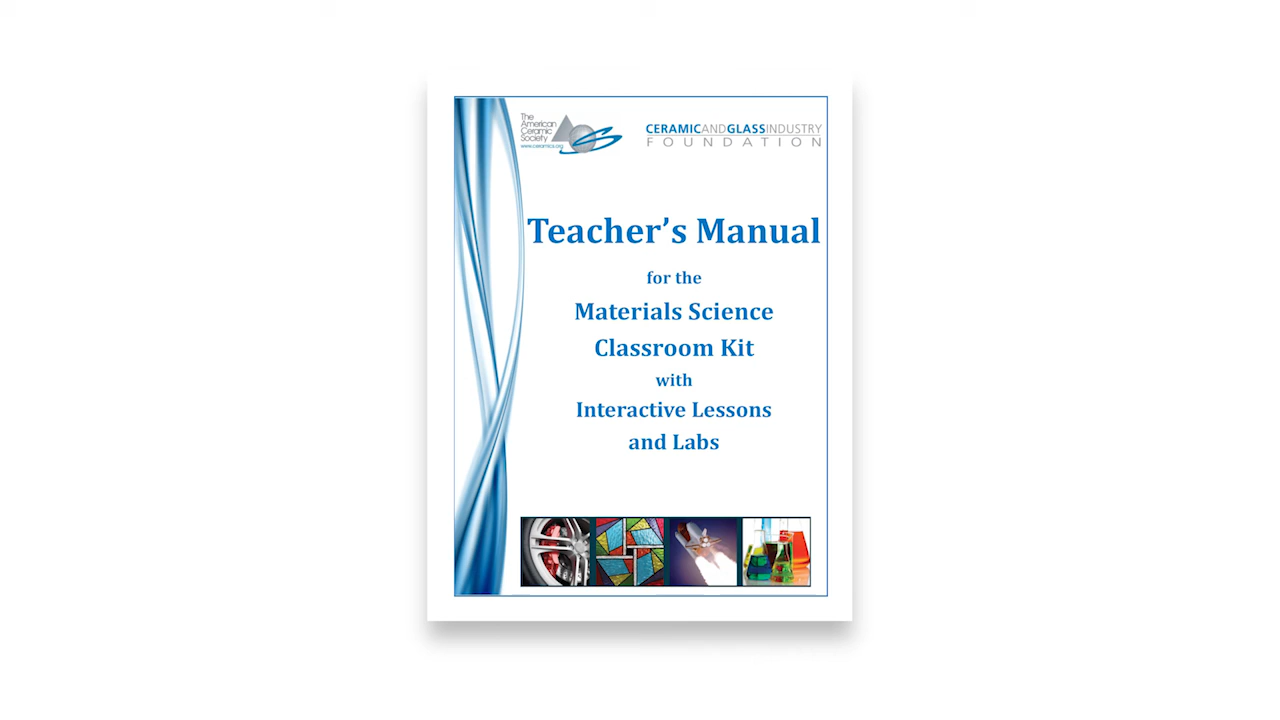 The
American
Ceramic
Society
www.ceramics.org
CERAMICANDGLASSINDUSTRY
FOUNDATION
Teacher's Manual
for the
Materials Science
Classroom Kit
with
Interactive Lessons
and Labs